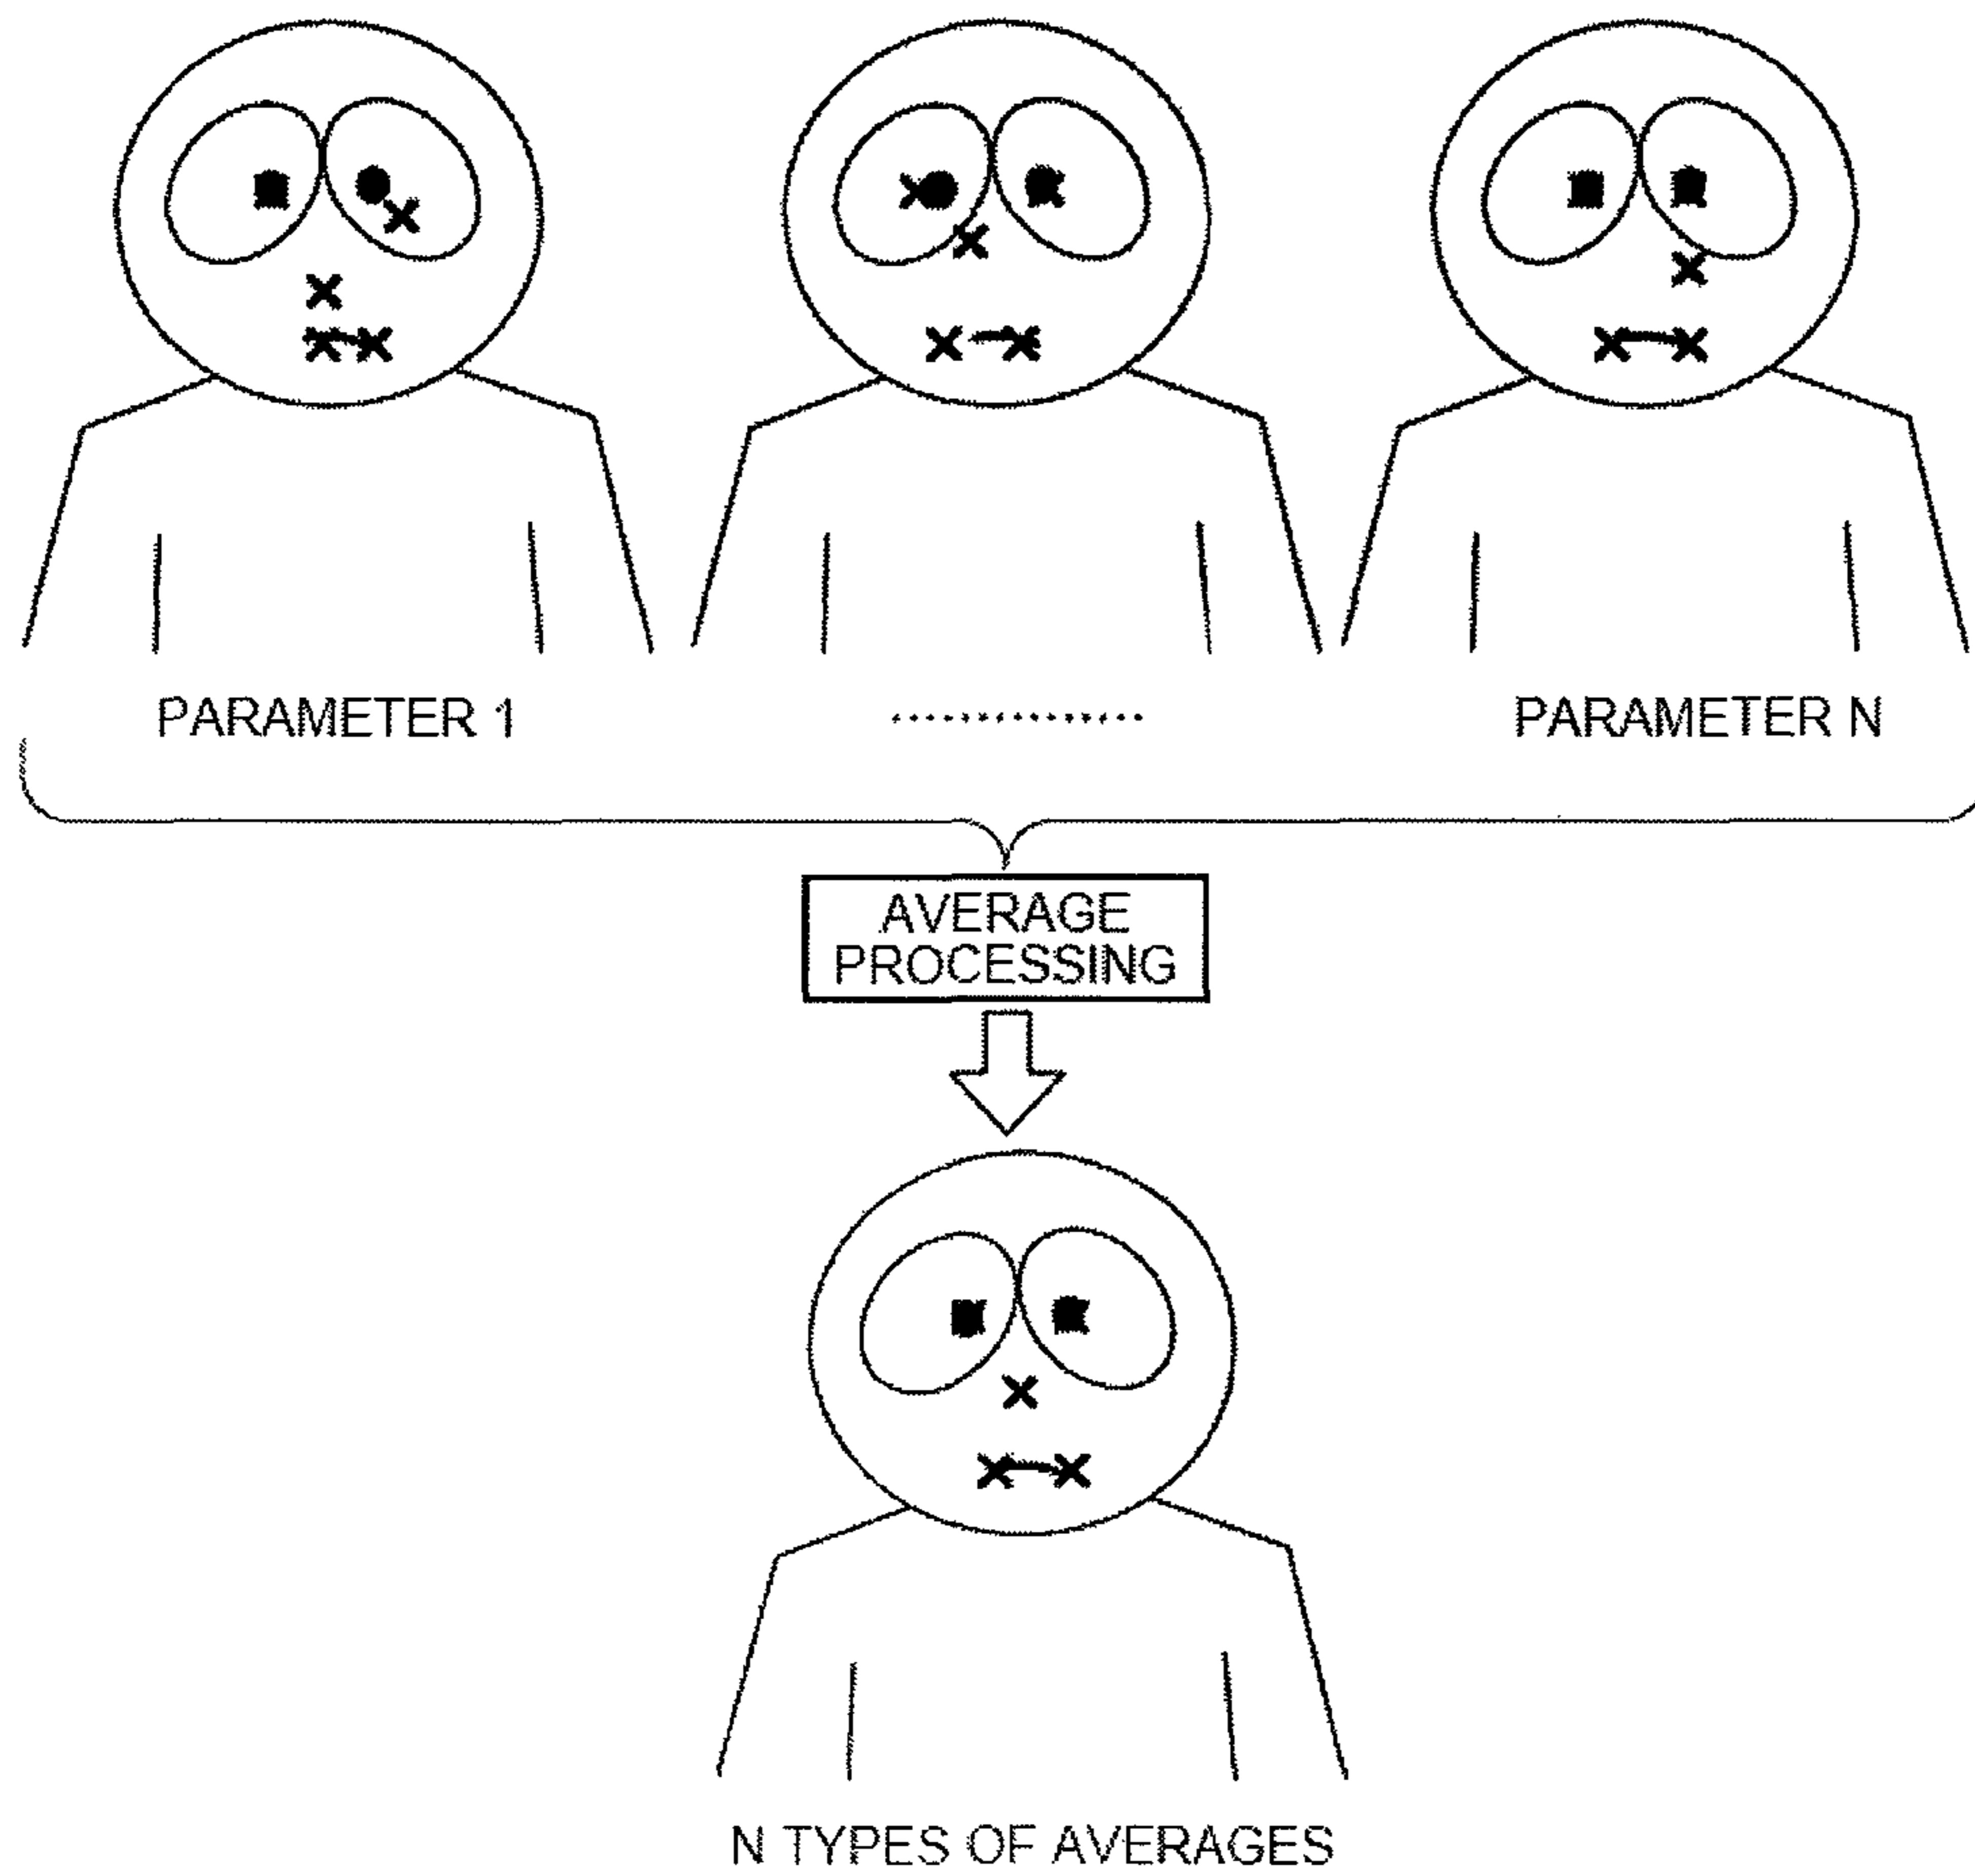 PARAMETER 1
............
PARAMETER N
AVERAGE
PROCESSING
N TYPES OF AVERAGES